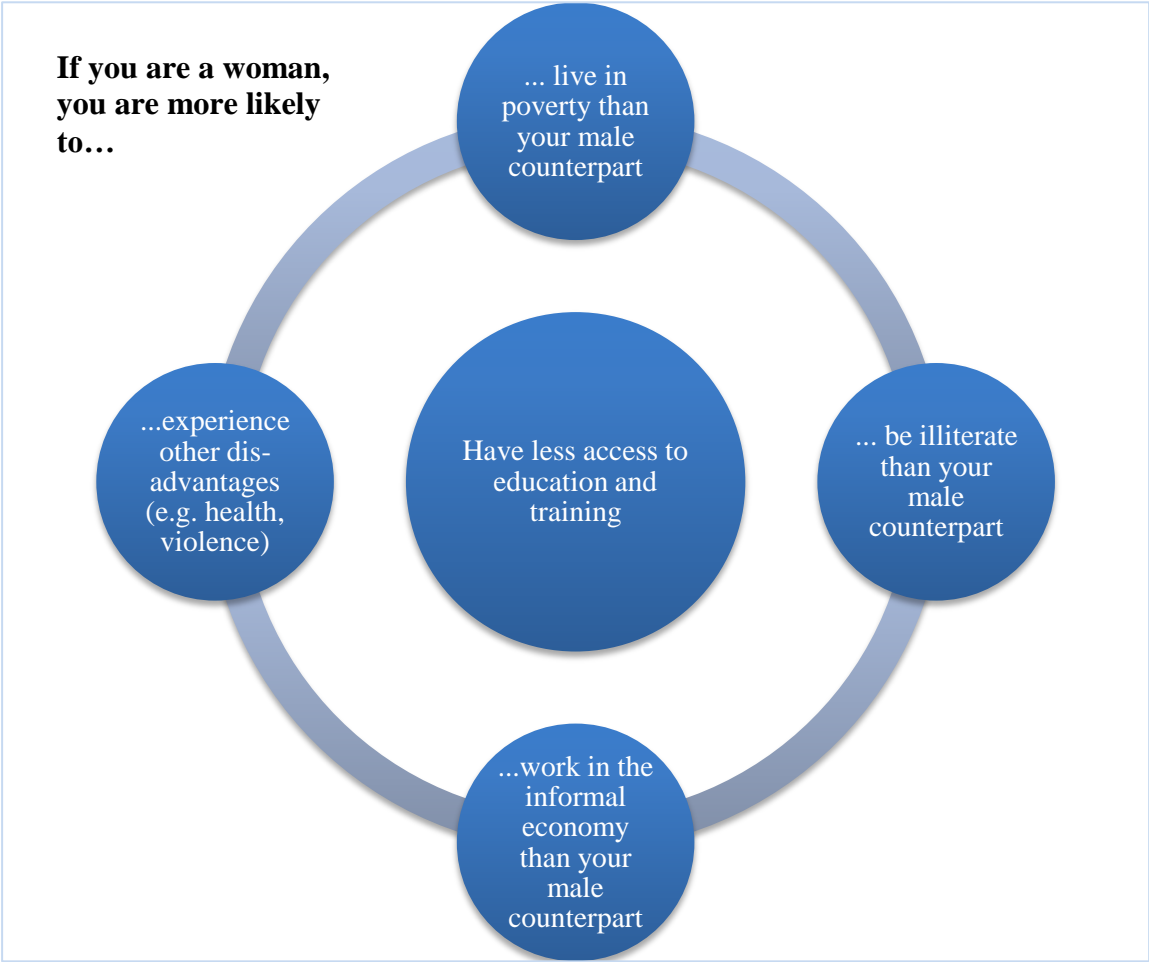 If you are a woman,
you are more likely
to…
... live in
poverty than
your male
counterpart
...experience
other dis-
advantages
(e.g. health,
violence)
Have less access to
education and
training
... be illiterate
than your
male
counterpart
...work in the
informal
economy
than your
male
counterpart